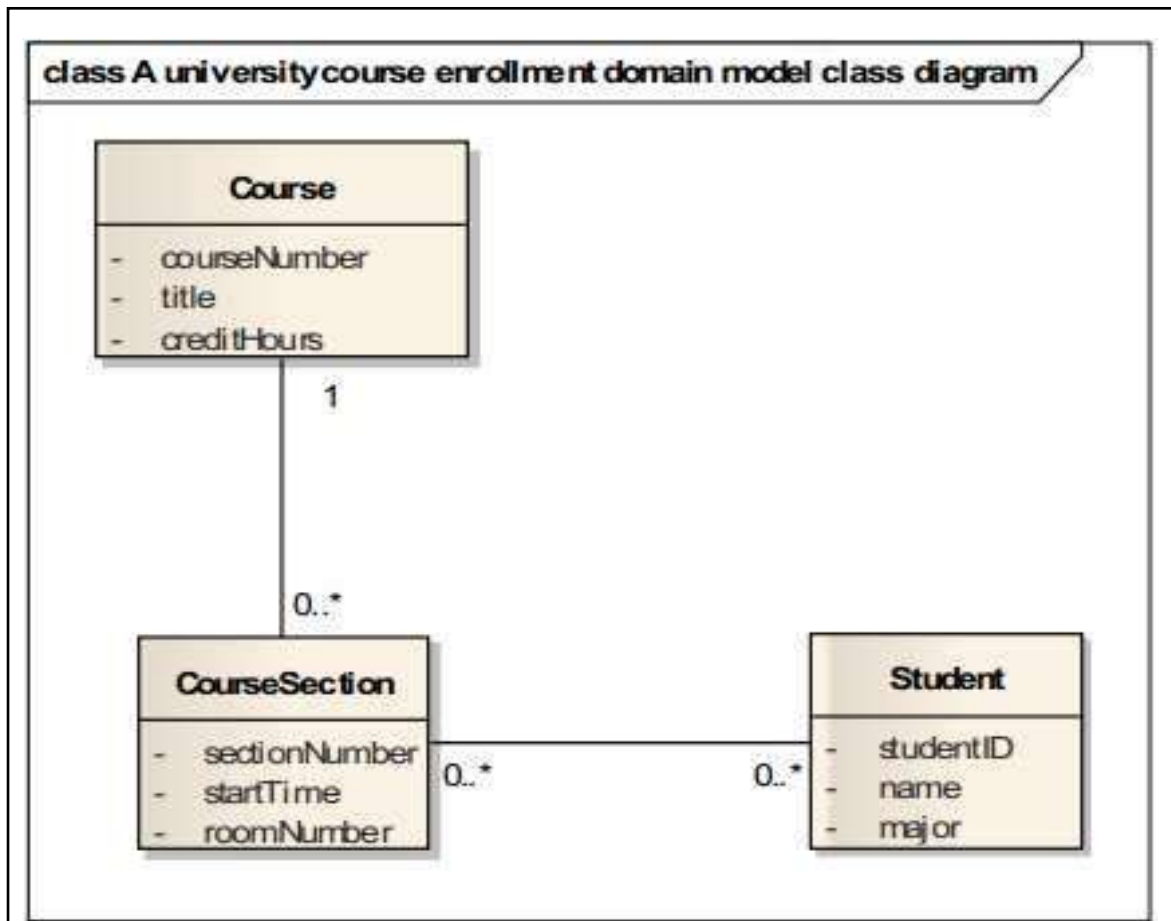 class A university course enrollment domain model class diagram
Course
- courseNumber
- title
- creditHours
1
0..*
CourseSection
- sectionNumber
- startTime
- roomNumber
0..*
0..*
Student
- studentID
- name
- major